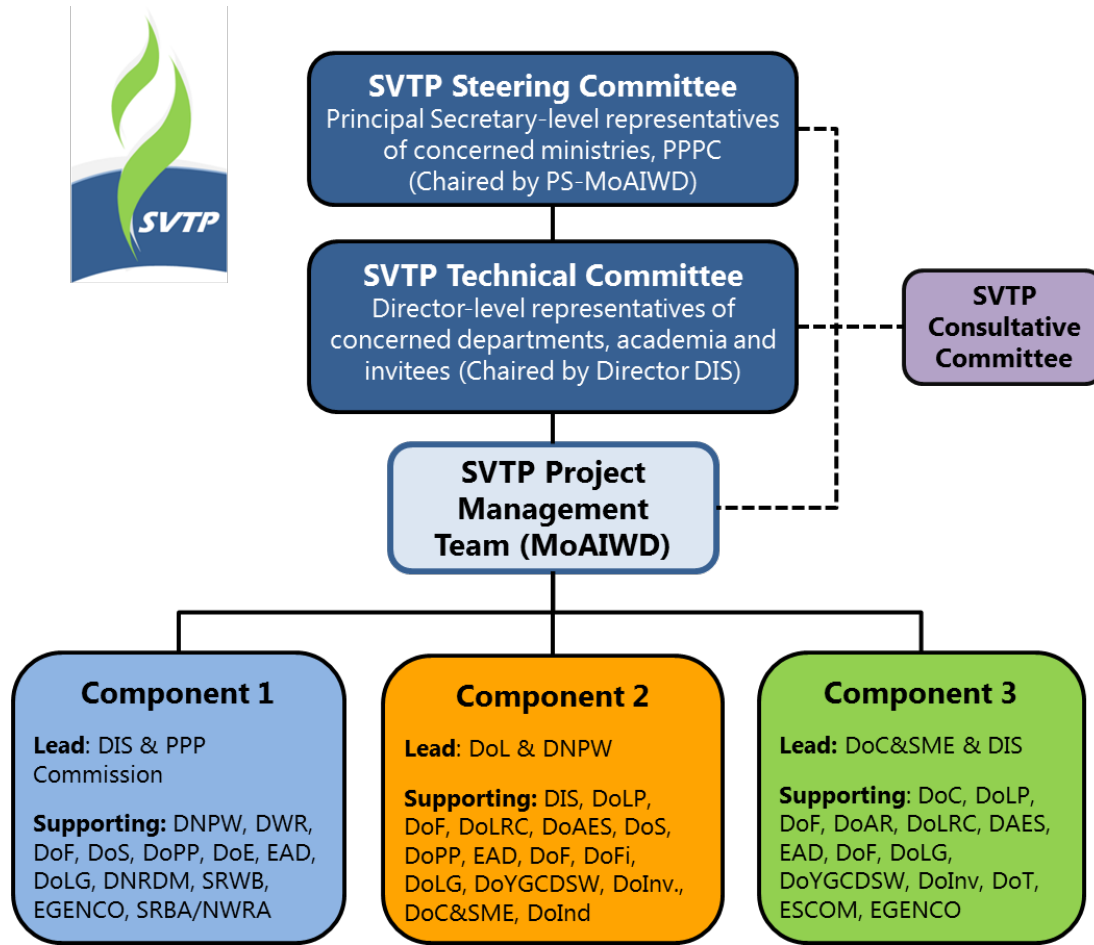 SVTP
SVTP Steering Committee
Principal Secretary-level representatives
of concerned ministries, PPPC
(Chaired by PS-MoAIWD)
SVTP Technical Committee
Director-level representatives of
concerned departments, academia and
invitees (Chaired by Director DIS)
SVTP
Consultative
Committee
SVTP Project
Management
Team (MoAIWD)
Component 1
Lead: DIS & PPP
Commission
Supporting: DNPW, DWR,
DoF, DoS, DoPP, DoE, EAD,
DoLG, DNRDM, SRWB,
EGENCO, SRBA/NWRA
Component 2
Lead: DoL & DNPW
Supporting: DIS, DoLP,
DoF, DoLRC, DoAES, DoS,
DoPP, EAD, DoF, DoFi,
DoLG, DoYGCDSW, DoInv.,
DoC&SME, DoInd
Component 3
Lead: DoC&SME & DIS
Supporting: DoC, DoLP,
DoF, DoAR, DoLRC, DAES,
EAD, DoF, DoLG,
DoYGCDSW, DoInv, DoT,
ESCOM, EGENCO